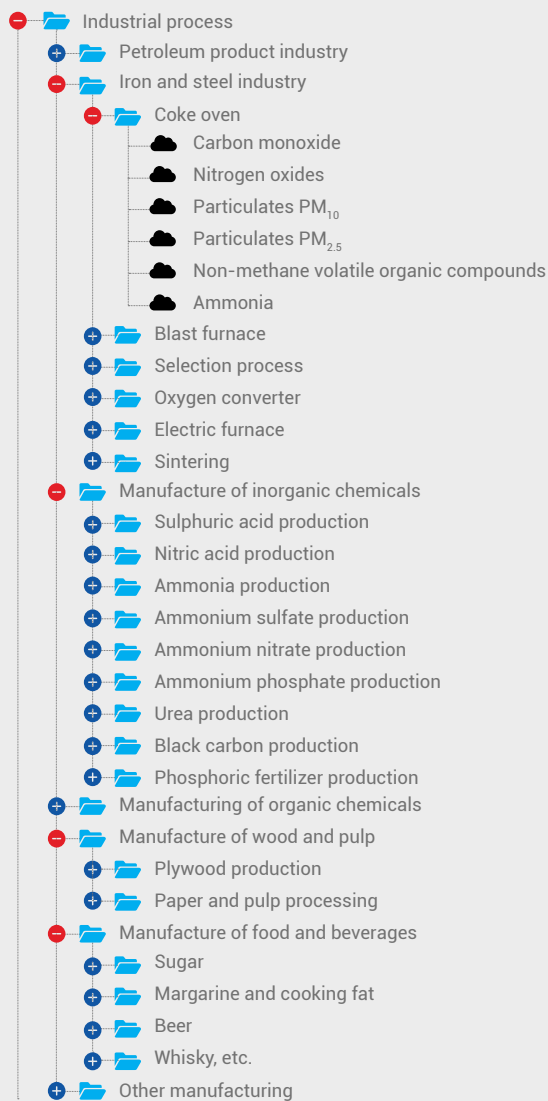 Industrial process
Petroleum product industry
Iron and steel industry
Coke oven
Carbon monoxide
Nitrogen oxides
Particulates PM10
Particulates PM2.5
Non-methane volatile organic compounds
Ammonia
Blast furnace
Selection process
Oxygen converter
Electric furnace
Sintering
Manufacture of inorganic chemicals
Sulphuric acid production
Nitric acid production
Ammonia production
Ammonium sulfate production
Ammonium nitrate production
Ammonium phosphate production
Urea production
Black carbon production
Phosphoric fertilizer production
Manufacturing of organic chemicals
Manufacture of wood and pulp
Plywood production
Paper and pulp processing
Manufacture of food and beverages
Sugar
Margarine and cooking fat
Beer
Whisky, etc.
Other manufacturing